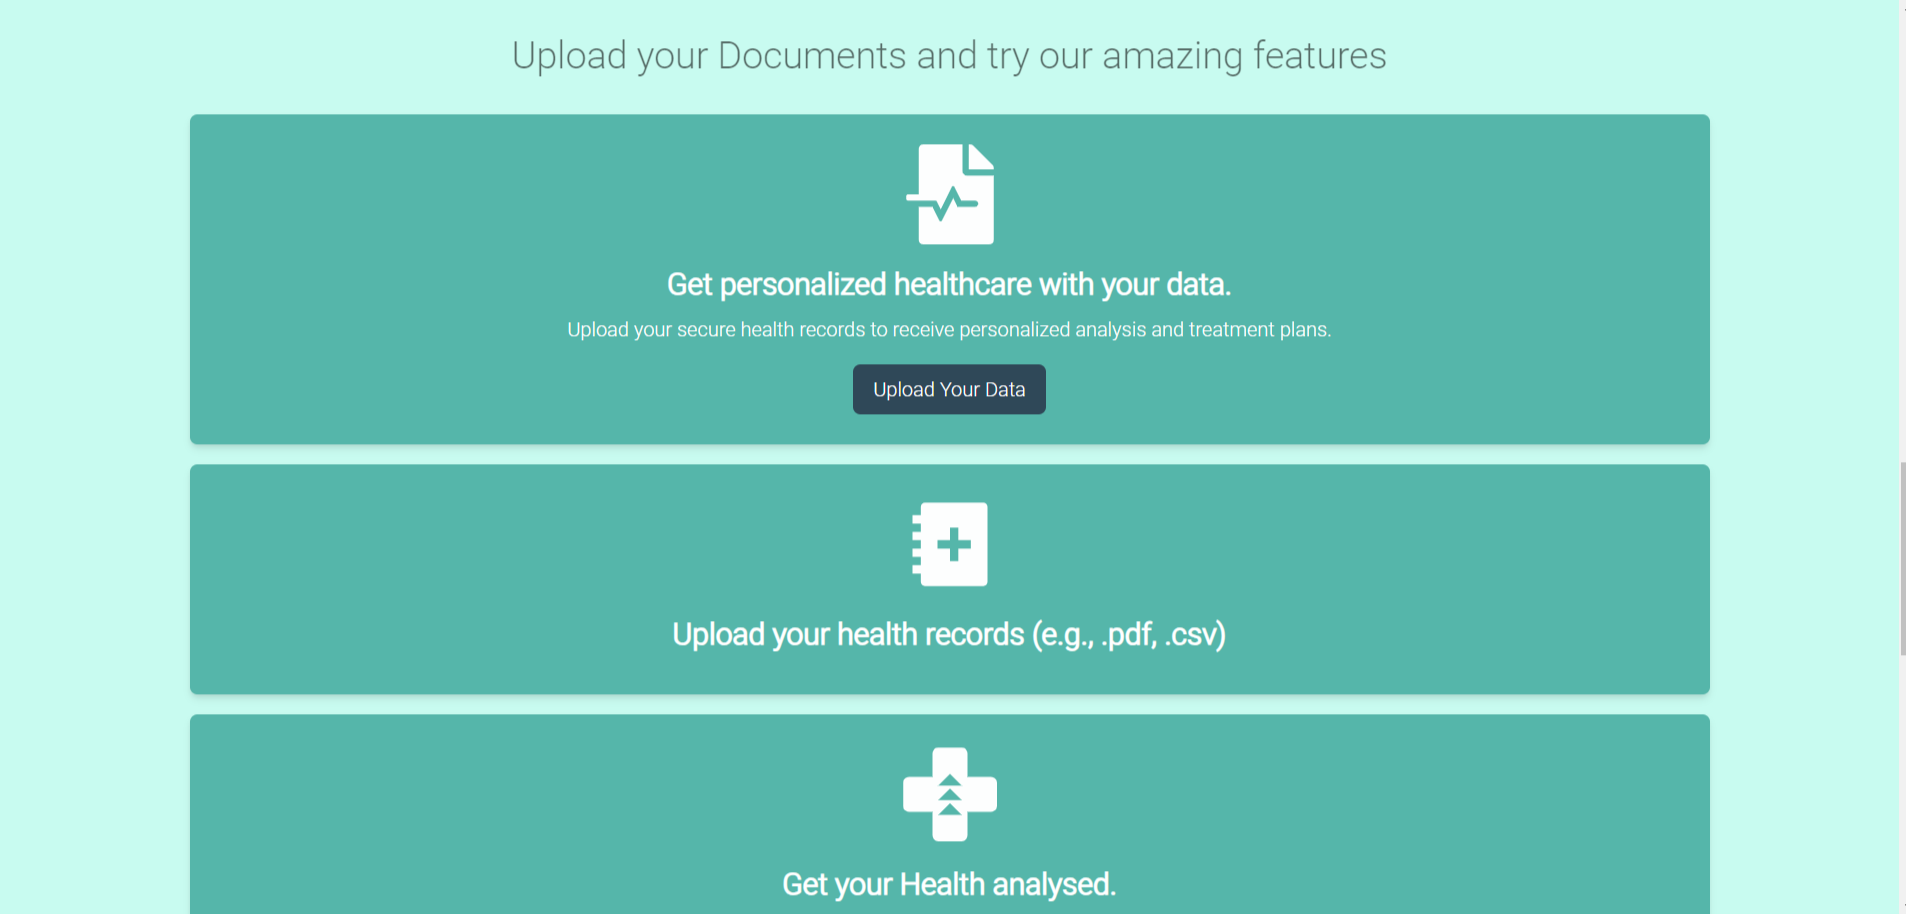 Upload your Documents and try our amazing features
Get personalized healthcare with your data.
Upload your secure health records to receive personalized analysis and treatment plans.
Upload Your Data
Upload your health records (e.g., .pdf, .csv)
Get your Health analysed.